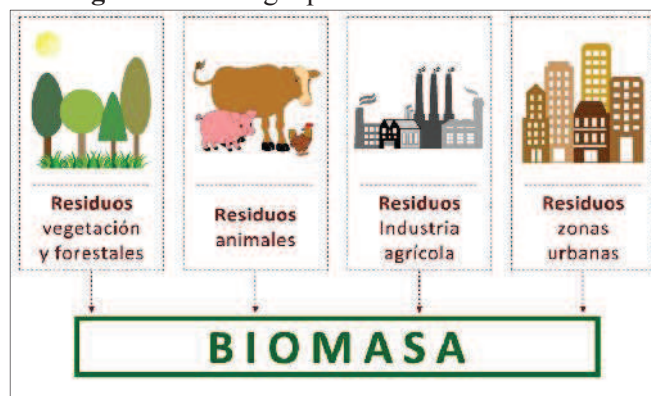 Residuos
vegetación
y forestales
Residuos
animales
Residuos
Industria
agrícola
Residuos
zonas
urbanas
BIOMASA